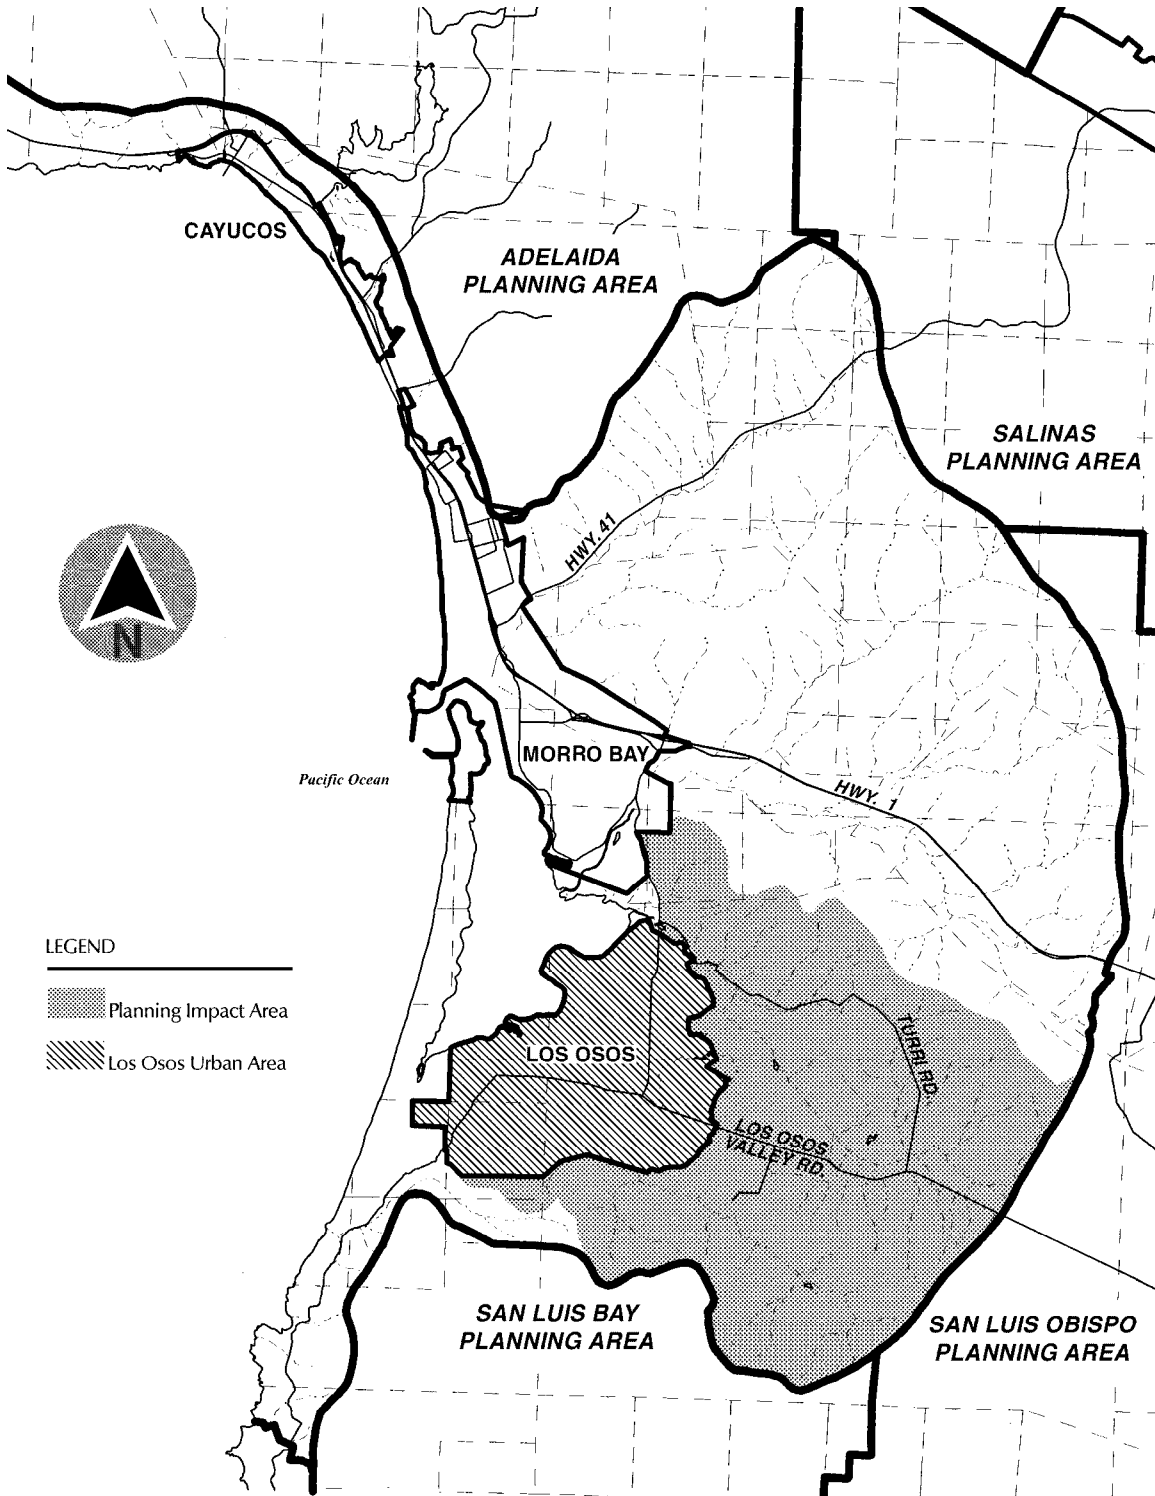 CAYUCOS
ADELAIDA
PLANNING AREA
SALINAS
PLANNING AREA
HWY. 41
N
MORRO BAY
Pacific Ocean
HWY. 1
LEGEND
Planning Impact Area
Los Osos Urban Area
LOS OSOS
TURRI RD.
LOS OSOS
VALLEY RD.
SAN LUIS BAY
PLANNING AREA
SAN LUIS OBISPO
PLANNING AREA